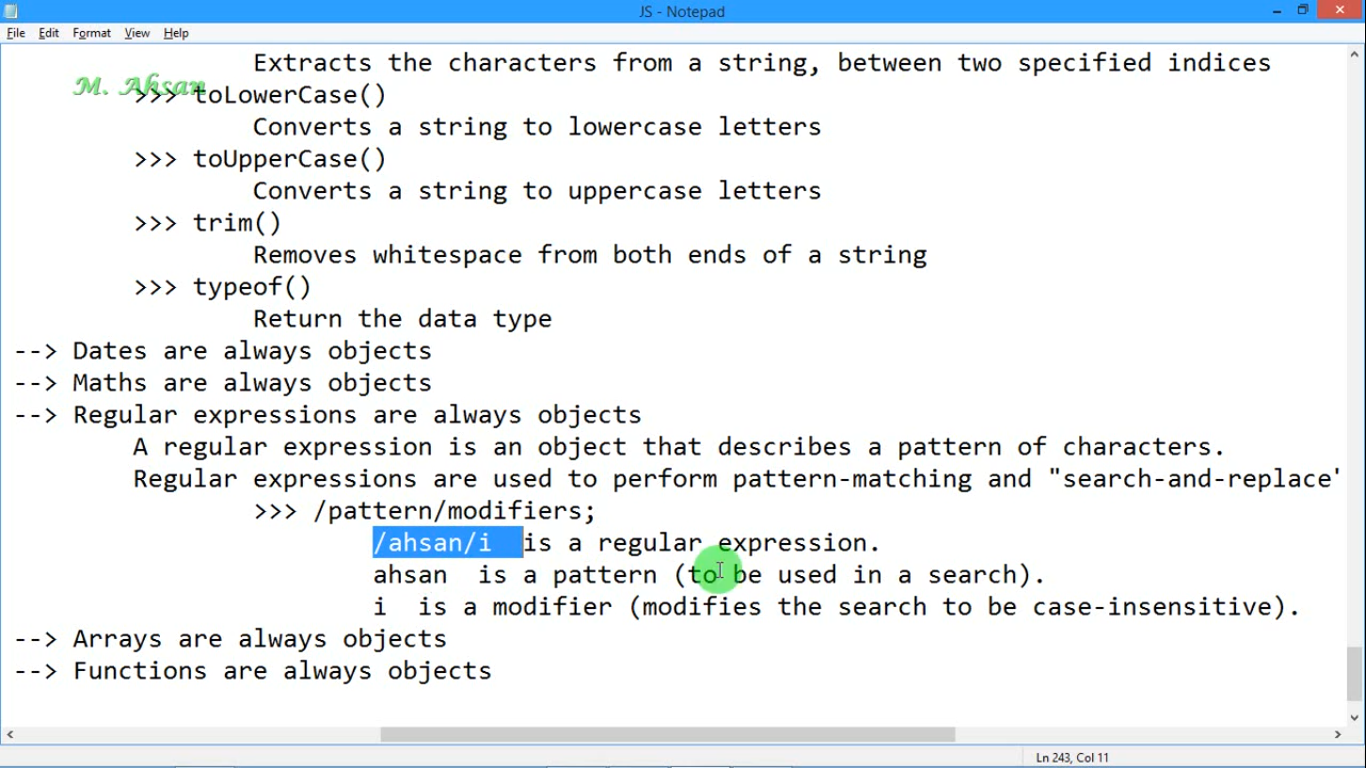 JS - Notepad
File Edit Format View Help
Extracts the characters from a string, between two specified indices
M. Ahsan
>>> toLowerCase()
Converts a string to lowercase letters
>>> toUpperCase()
Converts a string to uppercase letters
>>> trim()
Removes whitespace from both ends of a string
>>> typeof()
Return the data type
--> Dates are always objects
--> Maths are always objects
--> Regular expressions are always objects
A regular expression is an object that describes a pattern of characters.
Regular expressions are used to perform pattern-matching and "search-and-replace'
>>> /pattern/modifiers;
/ahsan/i is a regular expression.
ahsan is a pattern (to be used in a search).
i is a modifier (modifies the search to be case-insensitive).
--> Arrays are always objects
--> Functions are always objects
Ln 243, Col 11